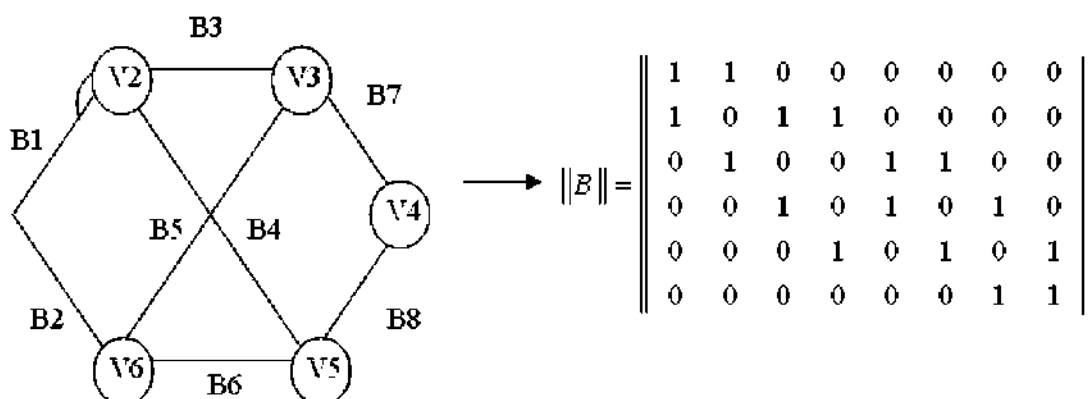 B3
V2 V3
B7
B1
V4
B5 B4
B2
B8
V6 V5
B6
‖B‖ =
1 1 0 0 0 0 0 0
1 0 1 1 0 0 0 0
0 1 0 0 1 1 0 0
0 0 1 0 1 0 1 0
0 0 0 1 0 1 0 1
0 0 0 0 0 0 1 1